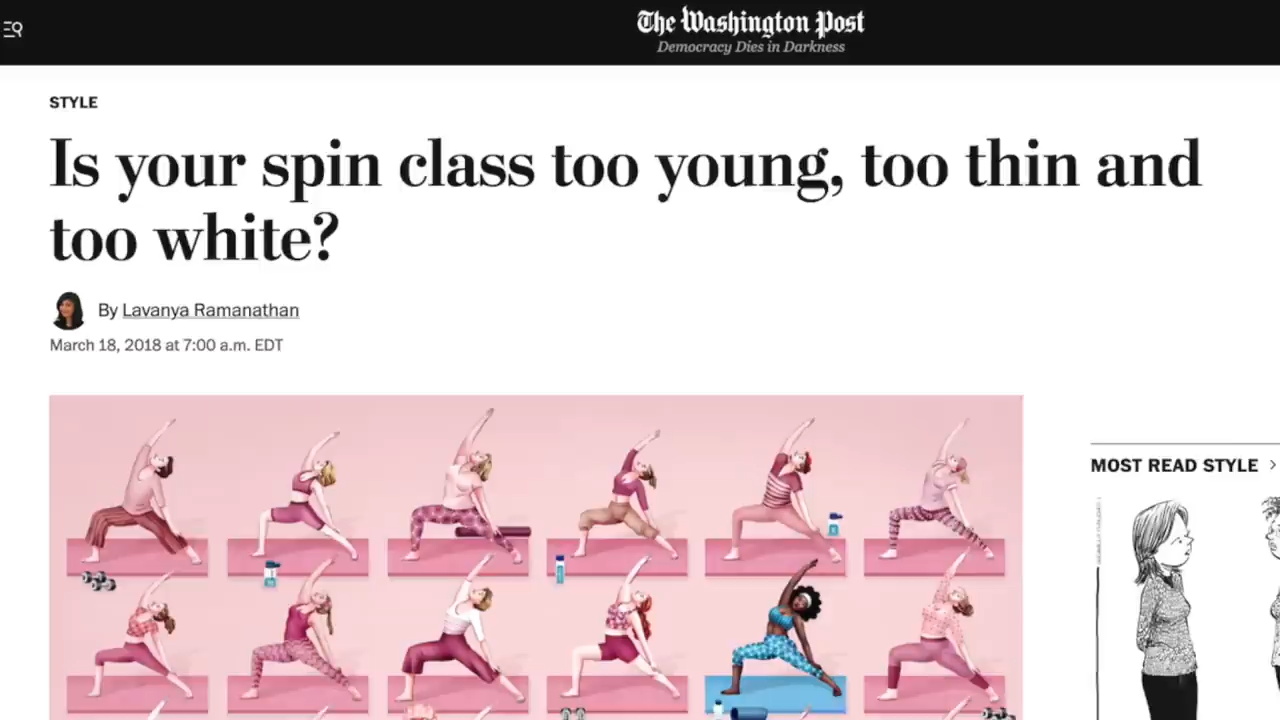 The Washington Post
Democracy Dies in Darkness
STYLE
Is your spin class too young, too thin and
too white?
By Lavanya Ramanathan
March 18, 2018 at 7:00 a.m. EDT
MOST READ STYLE